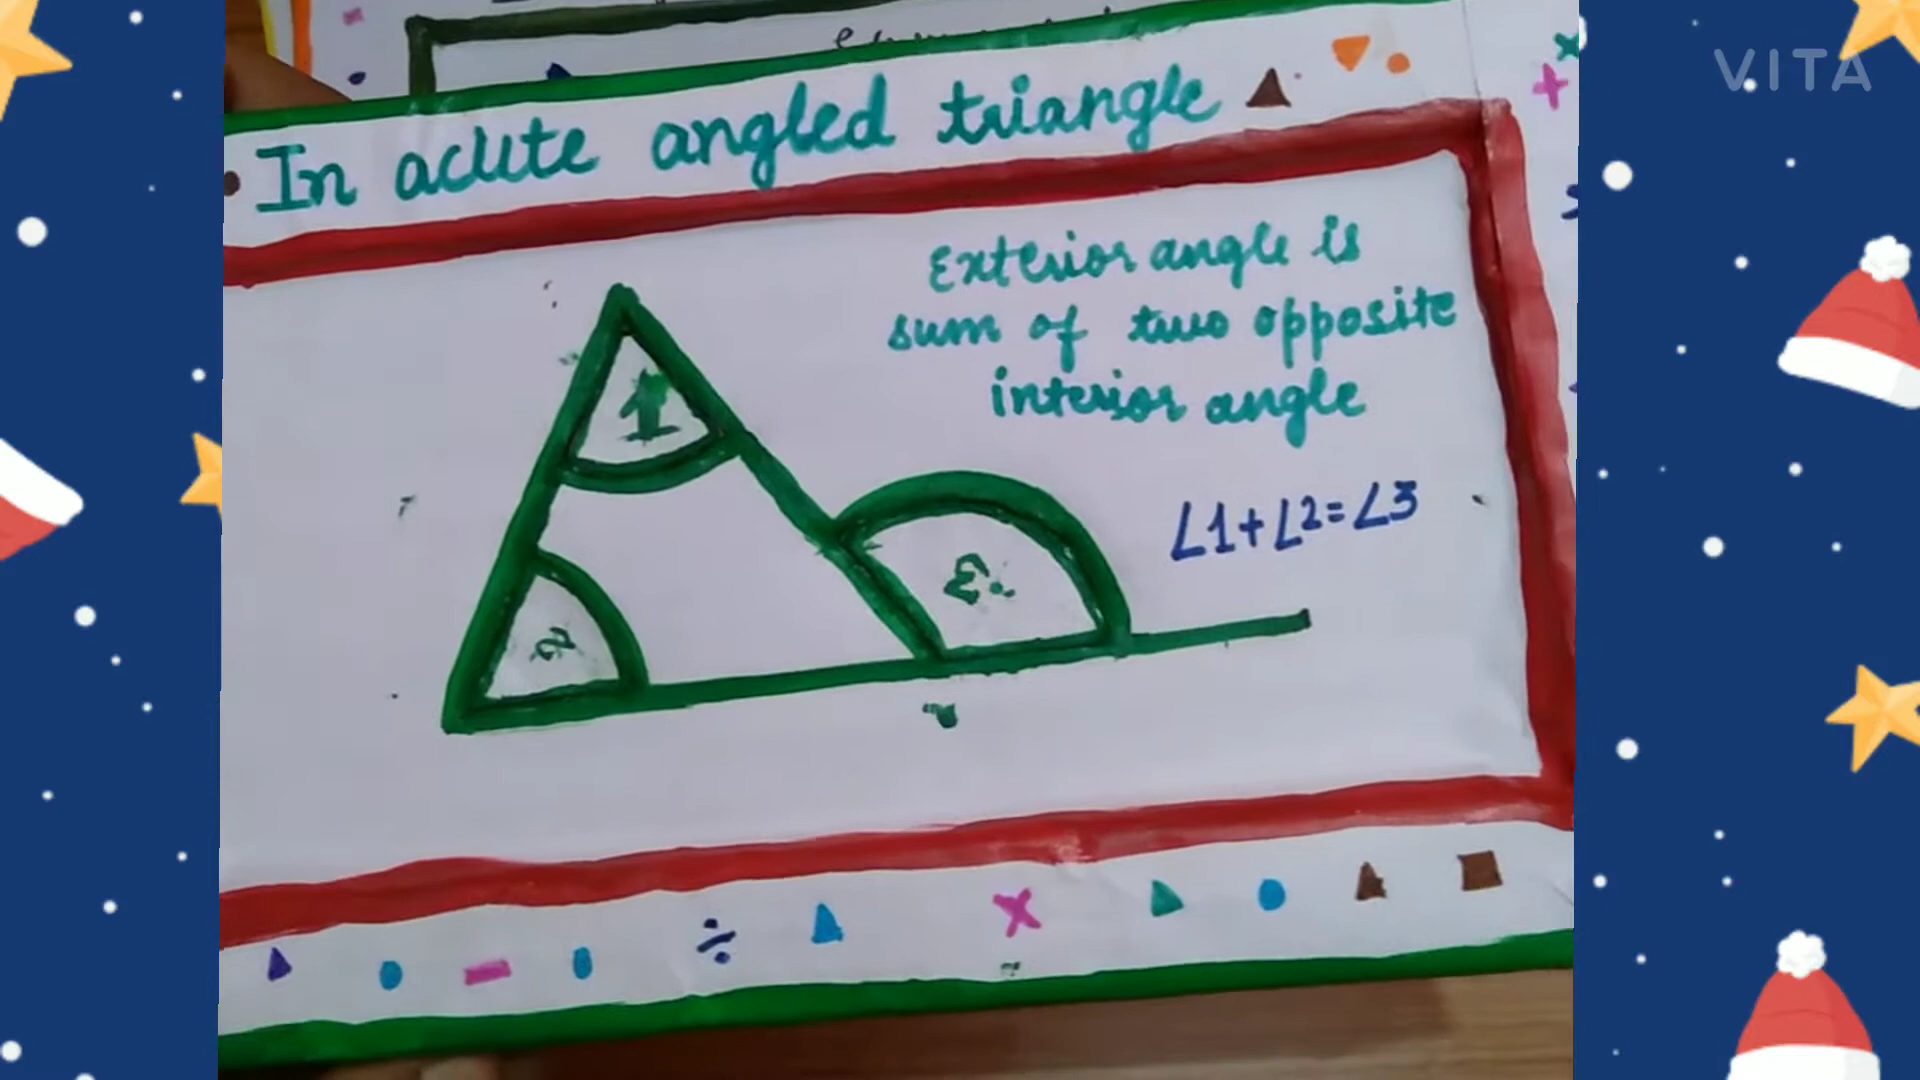 VITA
In acute angled triangle
Exterior angle is
sum of two opposite
interior angle
∠1+∠2=∠3
1
2
3